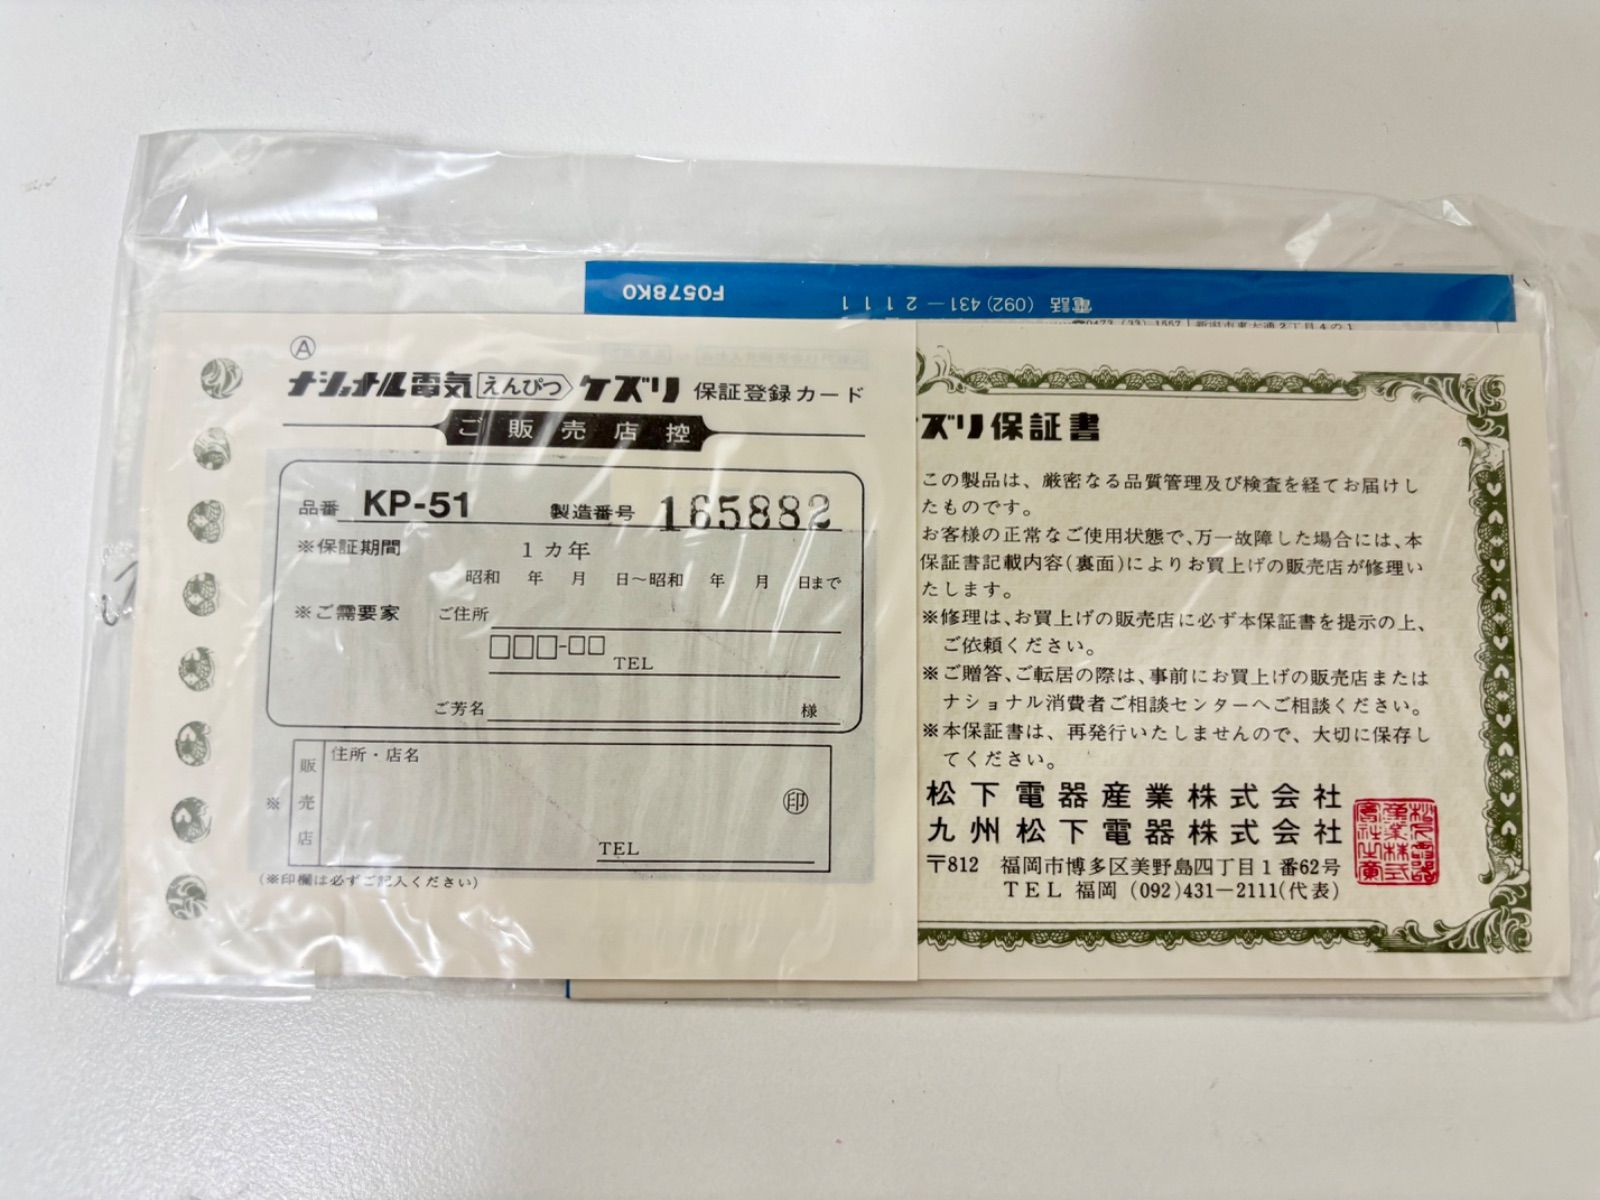 F0578K0
電話 (092) 431−2111
新潟市東大通2丁目4の1
Ⓐ
ナショナル電気えんぴつケズリ 保証登録カード
ご販売店控
品番 KP-51 製造番号 165882
※保証期間 1カ年
昭和 年 月 日〜昭和 年 月 日まで
※ご需要家 ご住所
□□□-□□ TEL
ご芳名 様
※ 販売店 住所・店名
㊞
TEL
(※印欄は必ずご記入ください)
ズリ保証書
この製品は、厳密なる品質管理及び検査を経てお届けし
たものです。
お客様の正常なご使用状態で、万一故障した場合には、本
保証書記載内容(裏面)によりお買上げの販売店が修理い
たします。
※修理は、お買上げの販売店に必ず本保証書を提示の上、
ご依頼ください。
※ご贈答、ご転居の際は、事前にお買上げの販売店または
ナショナル消費者ご相談センターへご相談ください。
※本保証書は、再発行いたしませんので、大切に保存し
てください。
松下電器産業株式会社
九州松下電器株式会社
〒812 福岡市博多区美野島四丁目1番62号
TEL 福岡 (092)431−2111(代表)